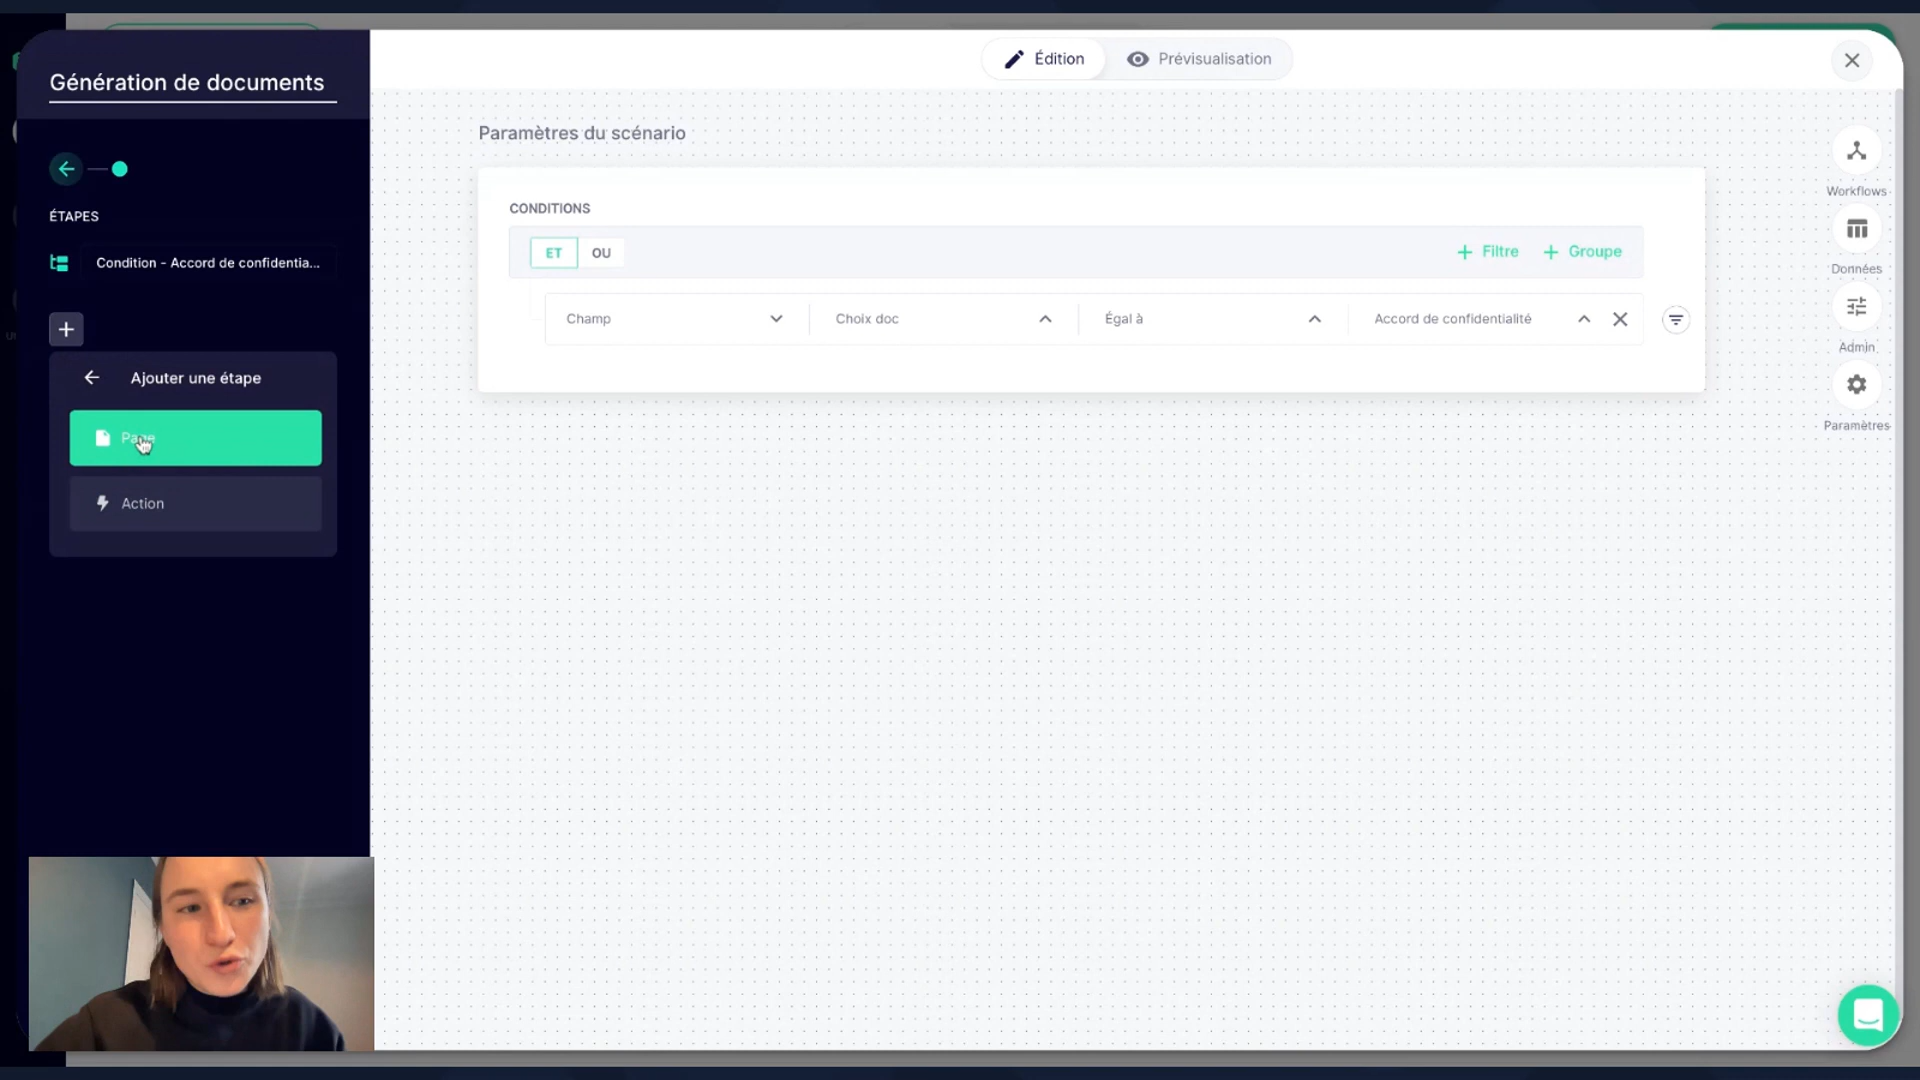 Génération de documents
Édition
Prévisualisation
Paramètres du scénario
ÉTAPES
Condition - Accord de confidentia...
Ajouter une étape
Page
Action
CONDITIONS
ET
OU
+ Filtre
+ Groupe
Champ
Choix doc
Égal à
Accord de confidentialité
Workflows
Données
Admin
Paramètres